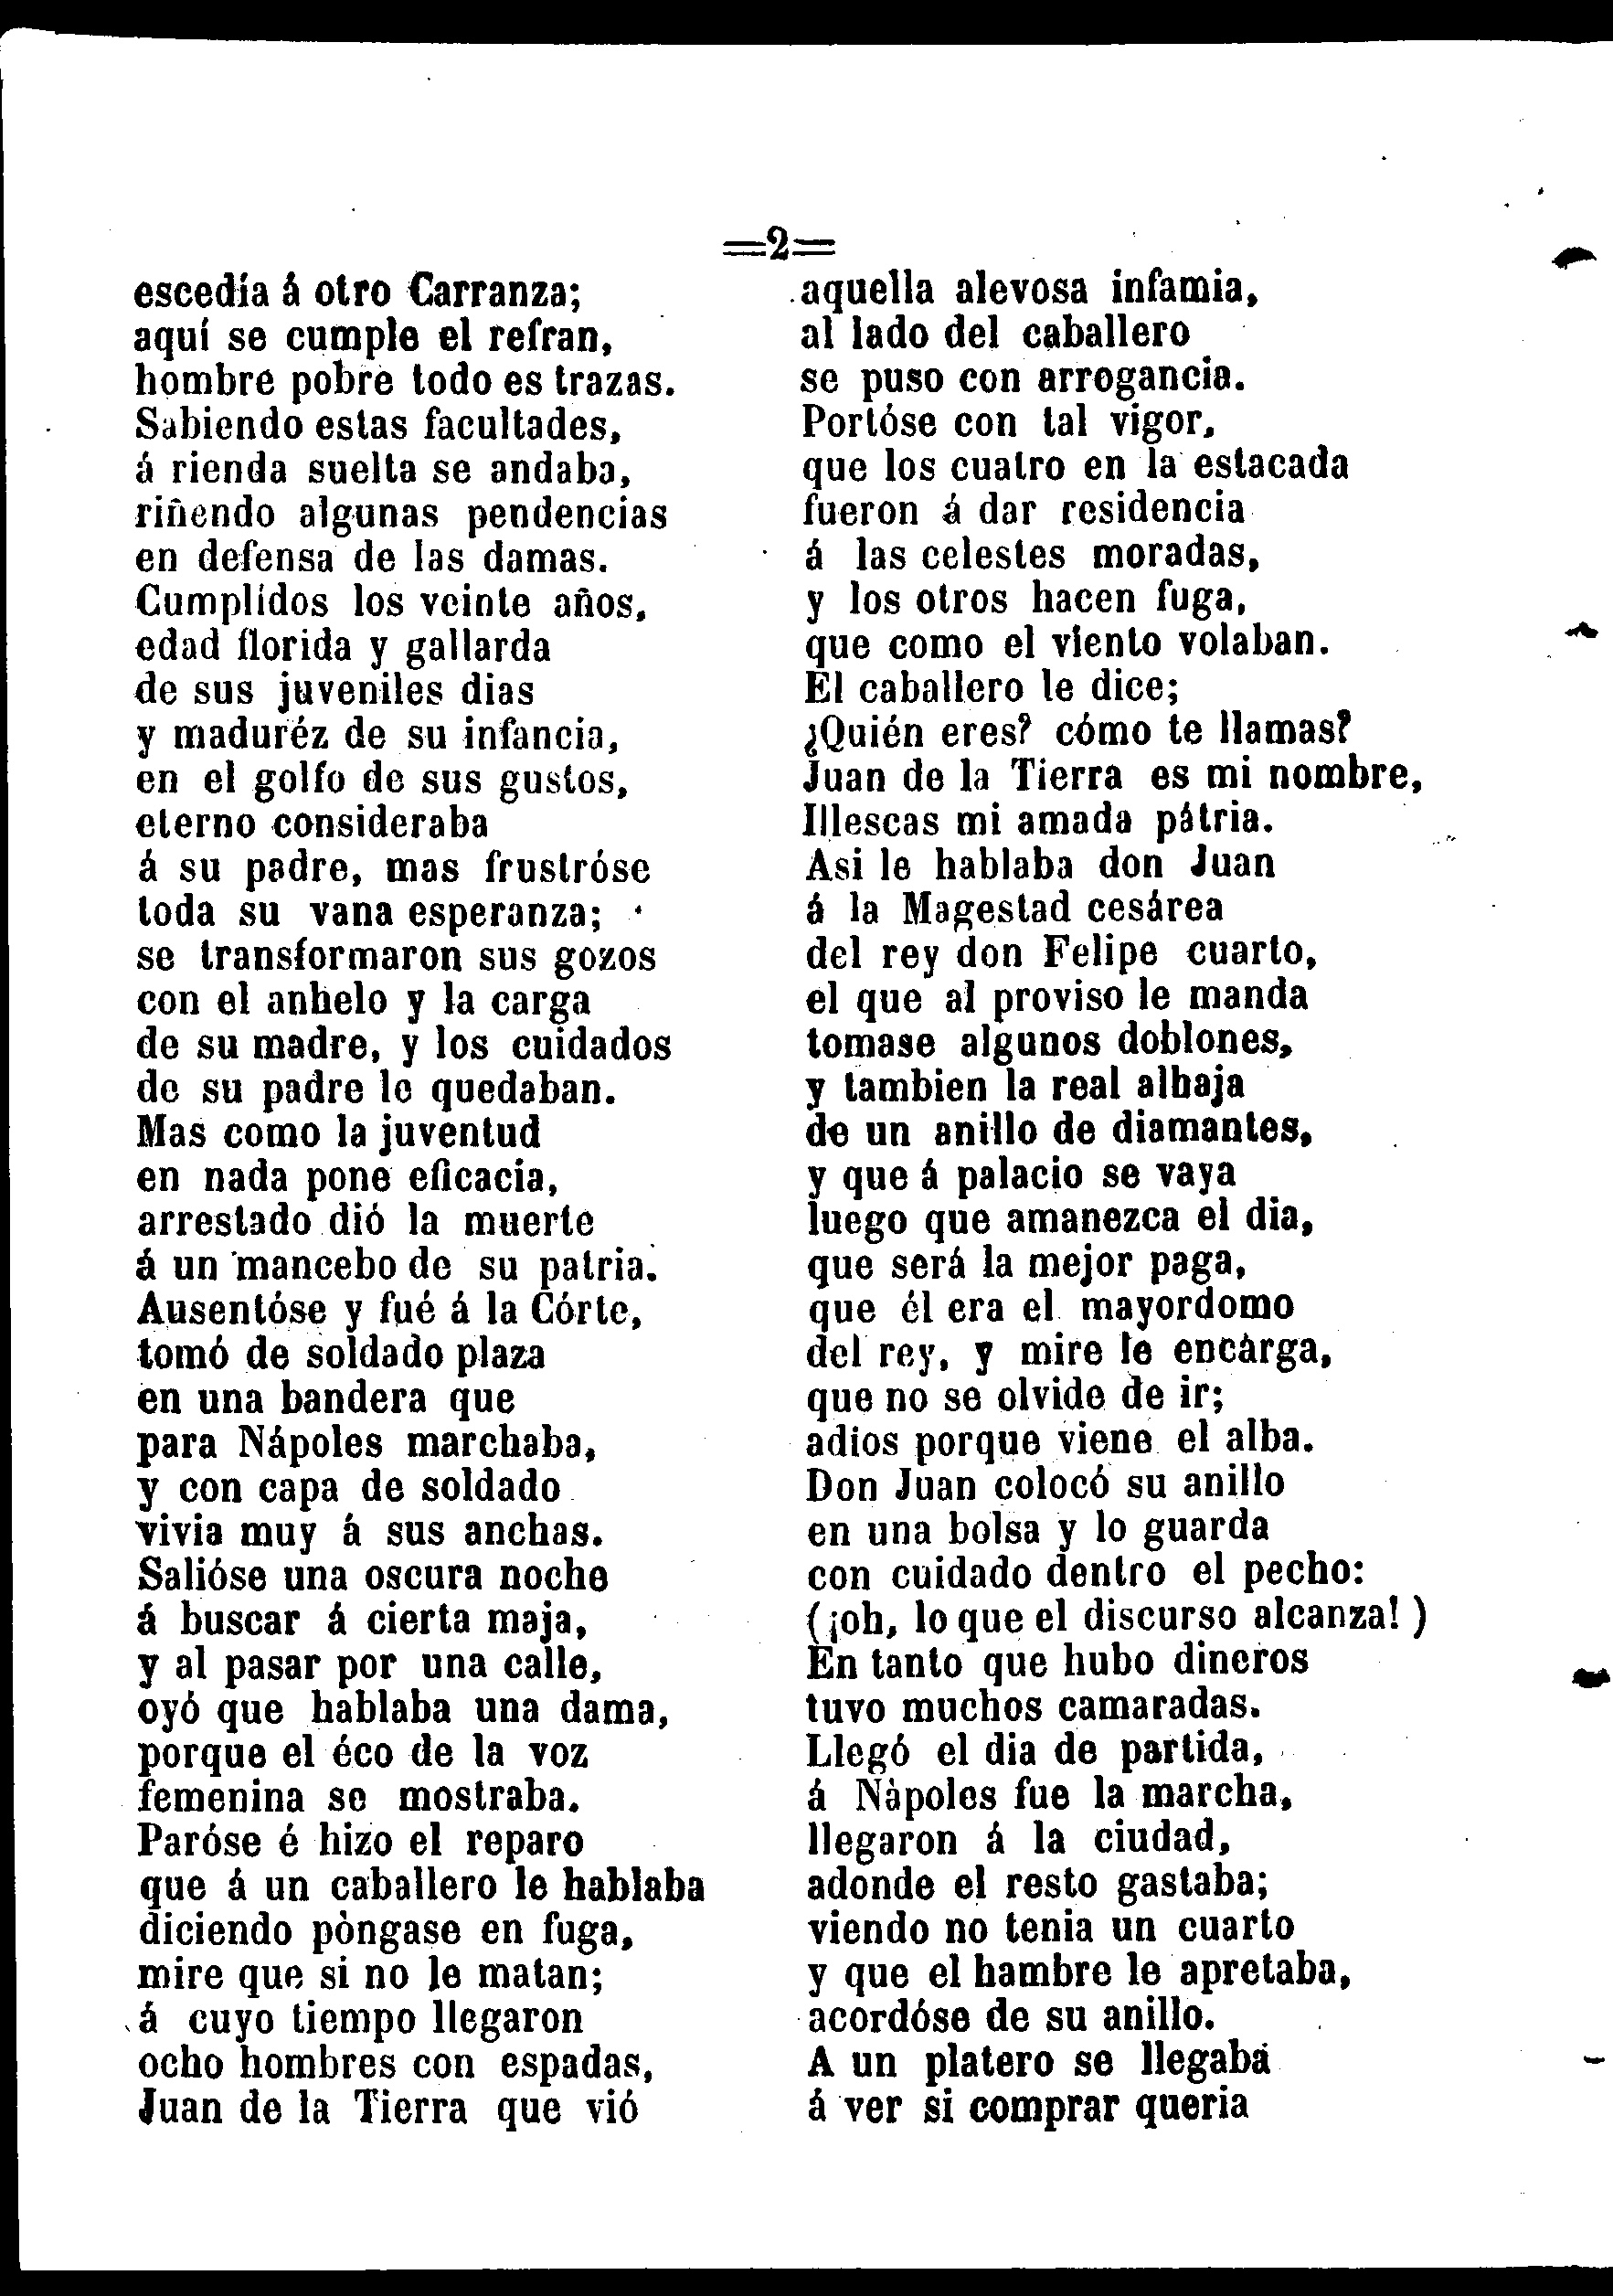 =2=
escedía á otro Carranza;
aquí se cumple el refran,
hombre pobre todo es trazas.
Sabiendo estas facultades,
á rienda suelta se andaba,
riñendo algunas pendencias
en defensa de las damas.
Cumplidos los veinte años,
edad florida y gallarda
de sus juveniles dias
y maduréz de su infancia,
en el golfo de sus gustos,
eterno consideraba
á su padre, mas frustróse
toda su vana esperanza;
se transformaron sus gozos
con el anhelo y la carga
de su madre, y los cuidados
de su padre le quedaban.
Mas como la juventud
en nada pone eficacia,
arrestado dió la muerte
á un mancebo de su patria.
Ausentóse y fué á la Córte,
tomó de soldado plaza
en una bandera que
para Nápoles marchaba,
y con capa de soldado
vivia muy á sus anchas.
Salióse una oscura noche
á buscar á cierta maja,
y al pasar por una calle,
oyó que hablaba una dama,
porque el éco de la voz
femenina se mostraba.
Paróse é hizo el reparo
que á un caballero le hablaba
diciendo pòngase en fuga,
mire que si no le matan;
á cuyo tiempo llegaron
ocho hombres con espadas,
Juan de la Tierra que vió
aquella alevosa infamia,
al lado del caballero
se puso con arrogancia.
Portóse con tal vigor,
que los cuatro en la estacada
fueron á dar residencia
á las celestes moradas,
y los otros hacen fuga,
que como el viento volaban.
El caballero le dice;
¿Quién eres? cómo te llamas?
Juan de la Tierra es mi nombre,
Illescas mi amada pátria.
Asi le hablaba don Juan
á la Magestad cesárea
del rey don Felipe cuarto,
el que al proviso le manda
tomase algunos doblones,
y tambien la real alhaja
de un anillo de diamantes,
y que á palacio se vaya
luego que amanezca el dia,
que será la mejor paga,
que él era el mayordomo
del rey, y mire le encàrga,
que no se olvide de ir;
adios porque viene el alba.
Don Juan colocó su anillo
en una bolsa y lo guarda
con cuidado dentro el pecho:
(¡oh, lo que el discurso alcanza!)
En tanto que hubo dineros
tuvo muchos camaradas.
Llegó el dia de partida,
á Nàpoles fue la marcha,
llegaron á la ciudad,
adonde el resto gastaba;
viendo no tenia un cuarto
y que el hambre le apretaba,
acordóse de su anillo.
A un platero se llegaba
á ver si comprar queria